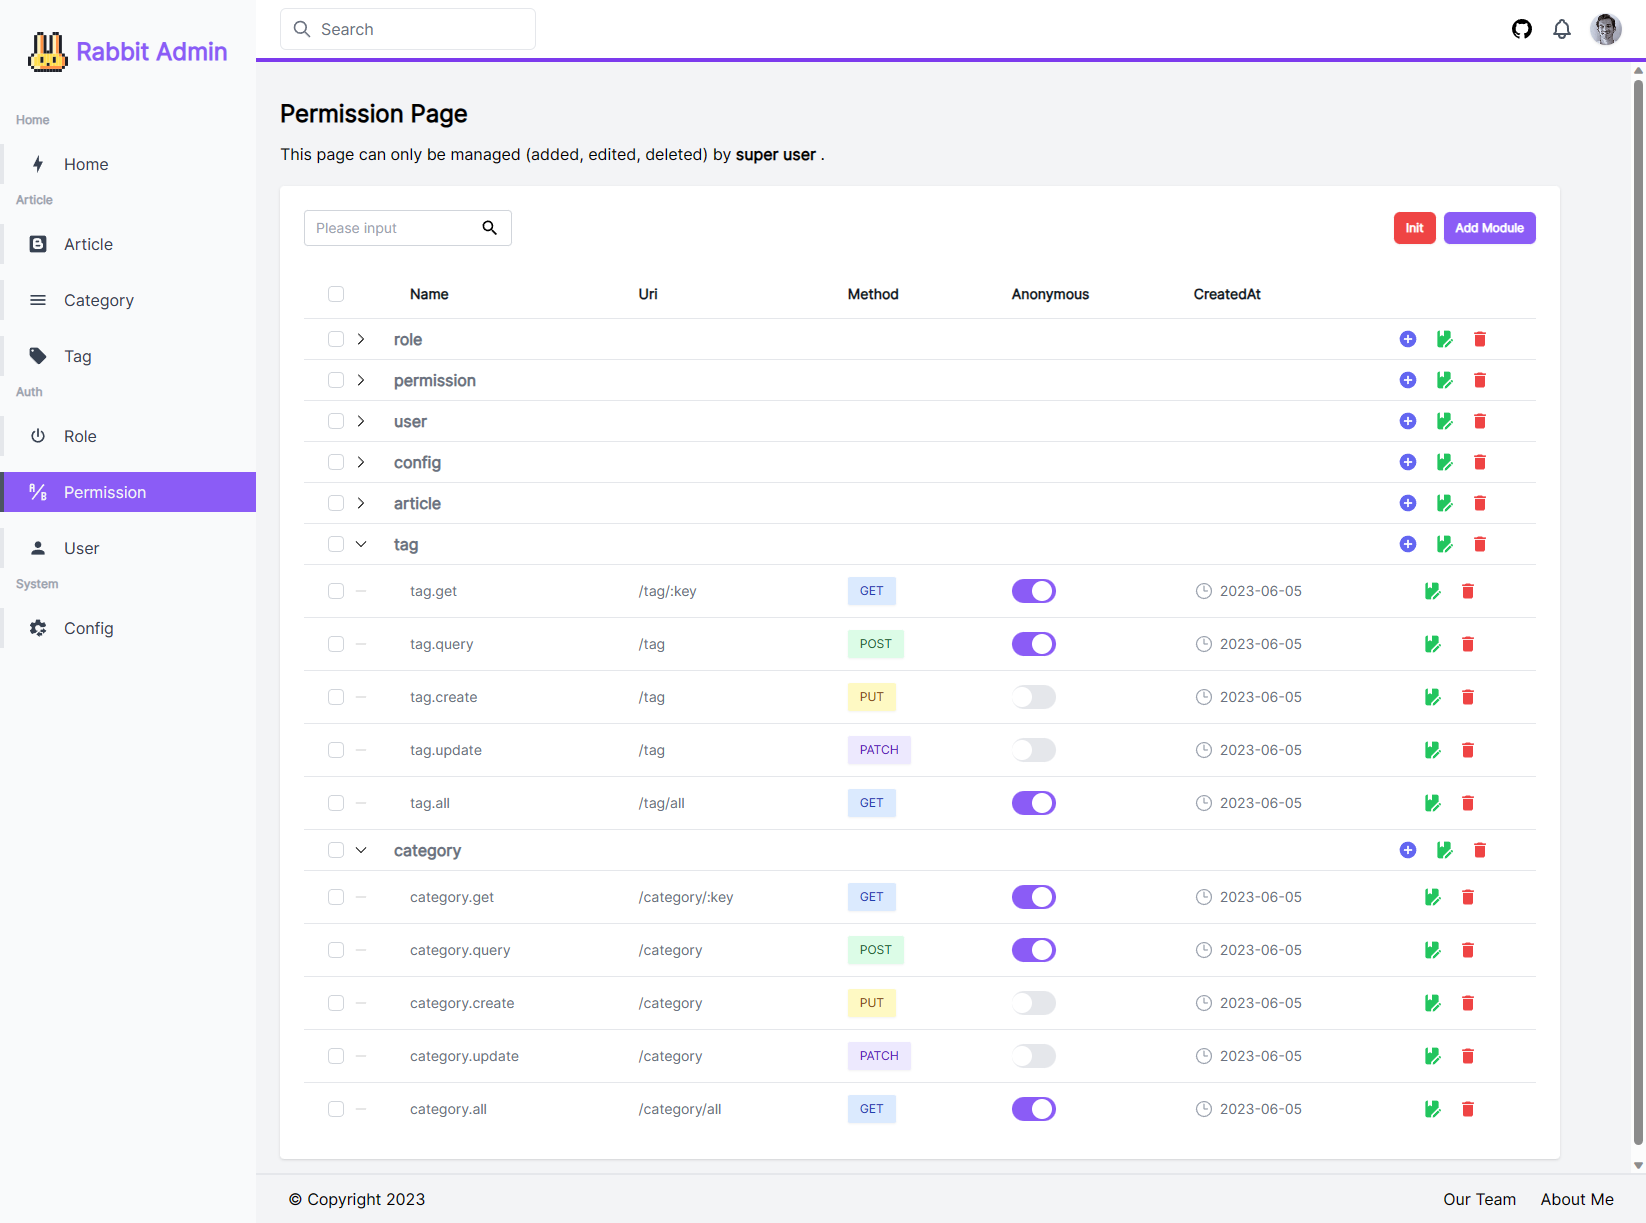 Rabbit Admin
Search
Home
Home
Article
Article
Category
Tag
Auth
Role
Permission
User
System
Config
Permission Page
This page can only be managed (added, edited, deleted) by super user .
Please input
Init
Add Module
Name Uri Method Anonymous CreatedAt
role
permission
user
config
article
tag
tag.get /tag/:key GET 2023-06-05
tag.query /tag POST 2023-06-05
tag.create /tag PUT 2023-06-05
tag.update /tag PATCH 2023-06-05
tag.all /tag/all GET 2023-06-05
category
category.get /category/:key GET 2023-06-05
category.query /category POST 2023-06-05
category.create /category PUT 2023-06-05
category.update /category PATCH 2023-06-05
category.all /category/all GET 2023-06-05
© Copyright 2023
Our Team About Me